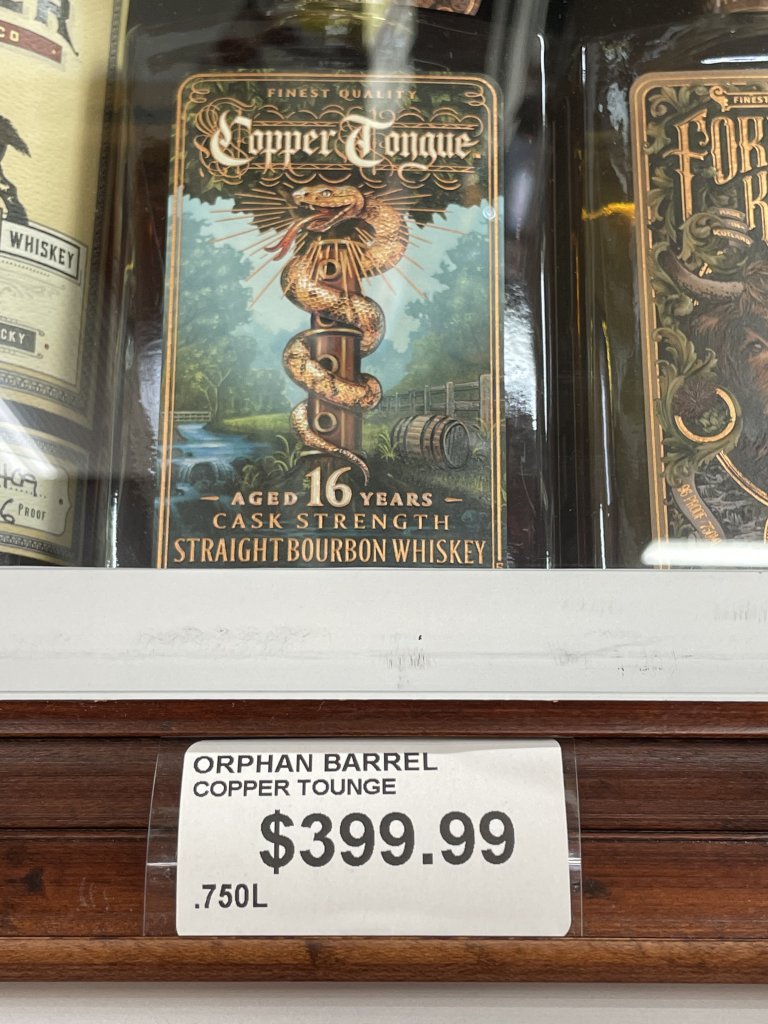 FINEST QUALITY
Copper Tongue
AGED 16 YEARS
CASK STRENGTH
STRAIGHT BOURBON WHISKEY
WHISKEY
PROOF
FINEST
ORPHAN BARREL
COPPER TOUNGE
$399.99
.750L